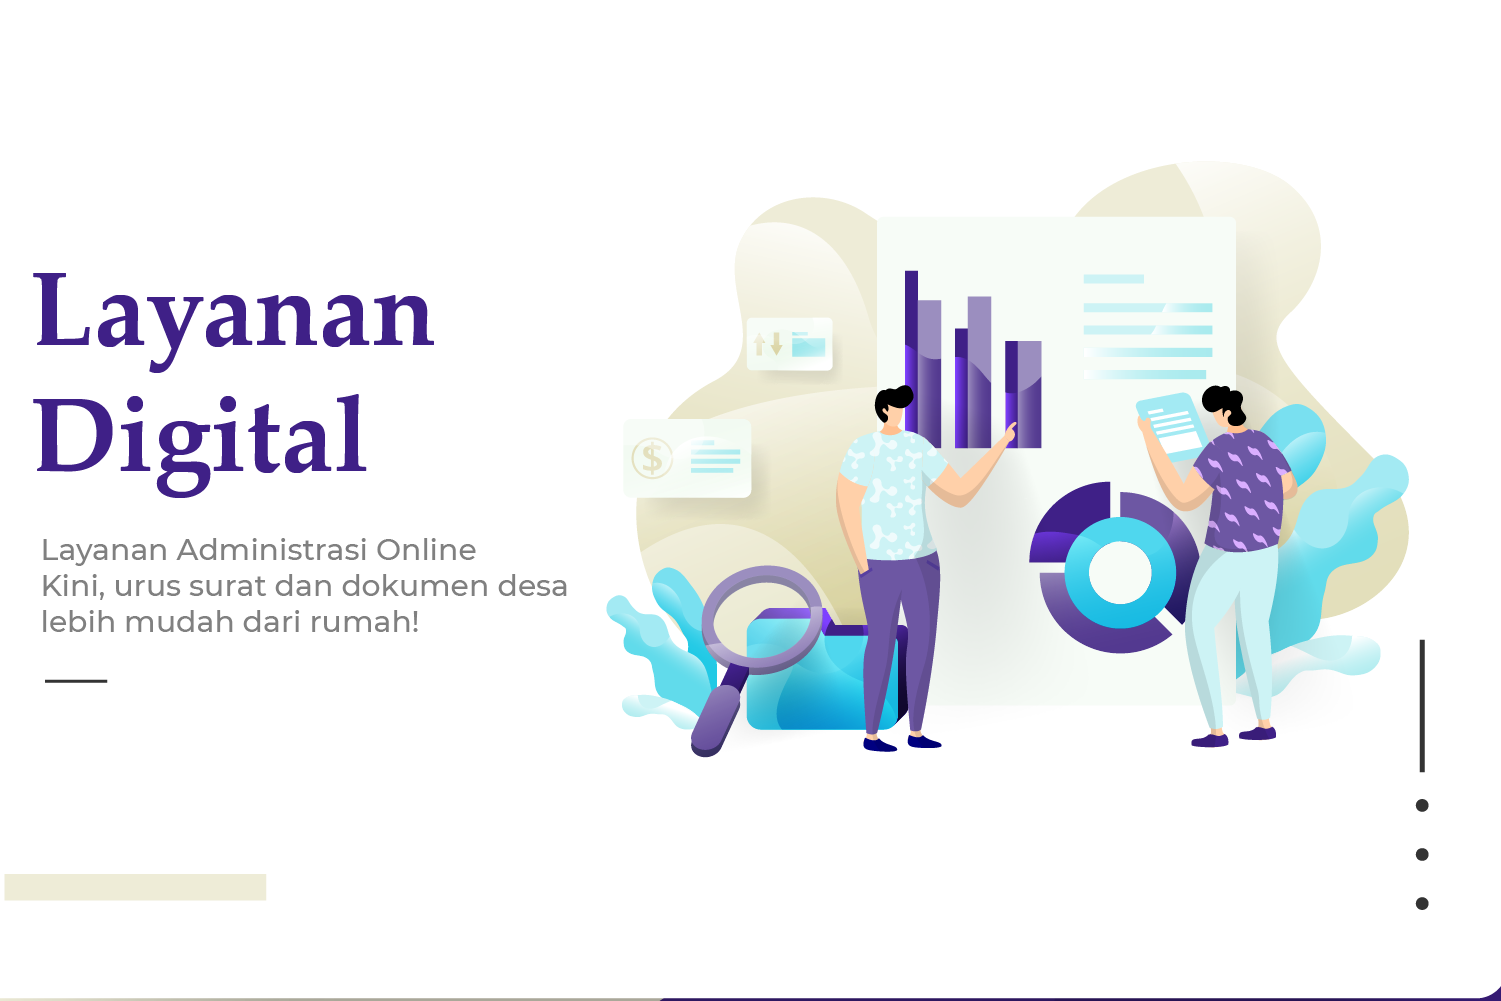 Layanan
Digital
Layanan Administrasi Online
Kini, urus surat dan dokumen desa
lebih mudah dari rumah!
$